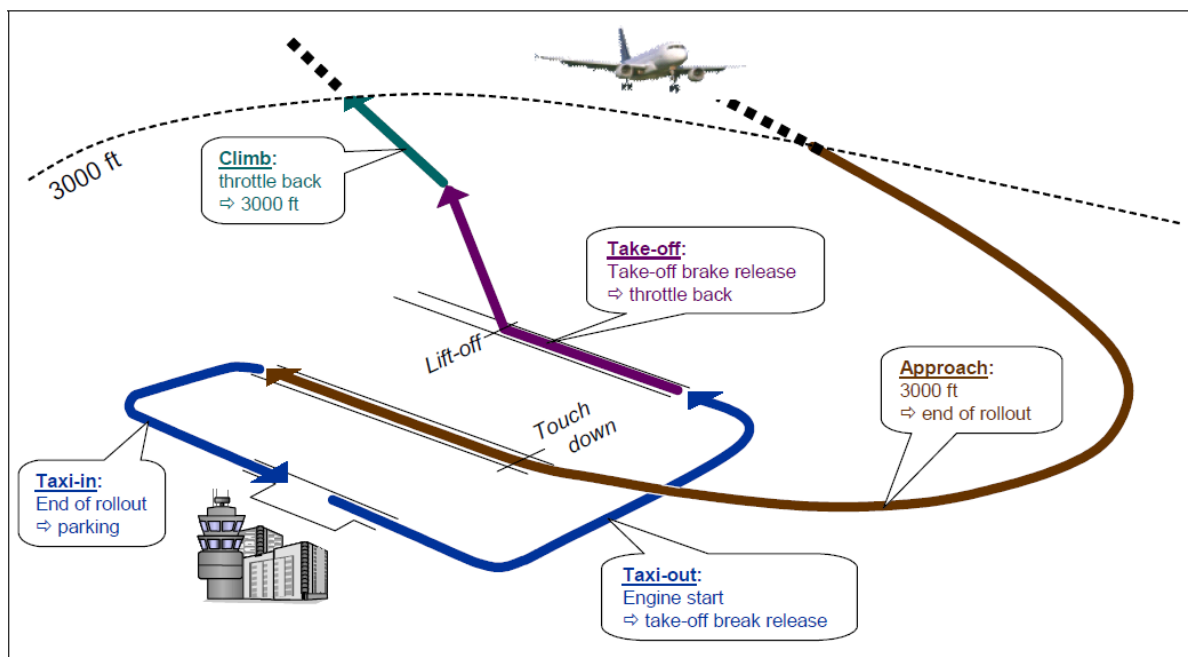 3000 ft
Climb:
throttle back
⇨ 3000 ft
Take-off:
Take-off brake release
⇨ throttle back
Lift-off
Approach:
3000 ft
⇨ end of rollout
Touch
down
Taxi-in:
End of rollout
⇨ parking
Taxi-out:
Engine start
⇨ take-off break release